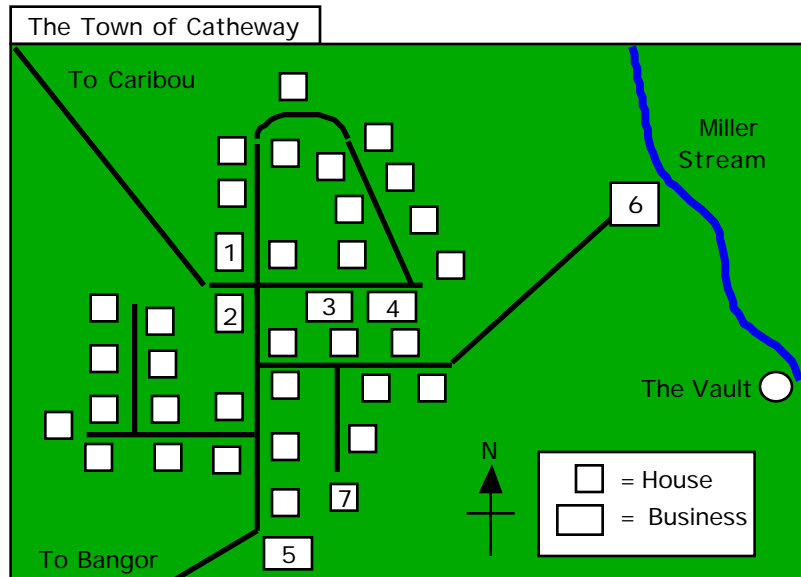 The Town of Catheway
To Caribou
Miller
Stream
6
1
2
3
4
The Vault
N
= House
= Business
7
5
To Bangor